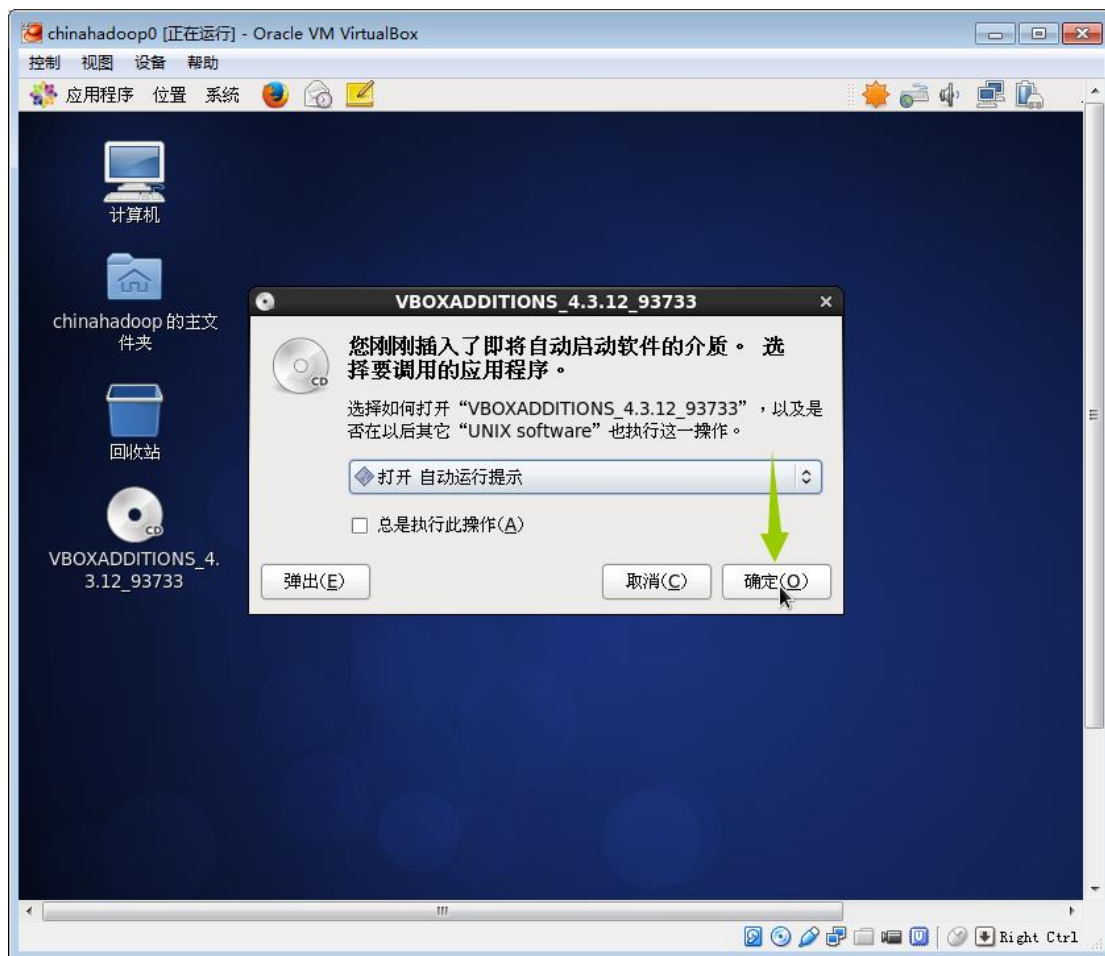 chinahadoop0 [正在运行] - Oracle VM VirtualBox
控制 视图 设备 帮助
应用程序 位置 系统
计算机
chinahadoop 的主文
件夹
回收站
CD
VBOXADDITIONS_4.
3.12_93733
VBOXADDITIONS_4.3.12_93733
CD
您刚刚插入了即将自动启动软件的介质。 选
择要调用的应用程序。
选择如何打开“VBOXADDITIONS_4.3.12_93733”,以及是
否在以后其它“UNIX software”也执行这一操作。
打开 自动运行提示
总是执行此操作(A)
弹出(E) 取消(C) 确定(O)
Right Ctrl